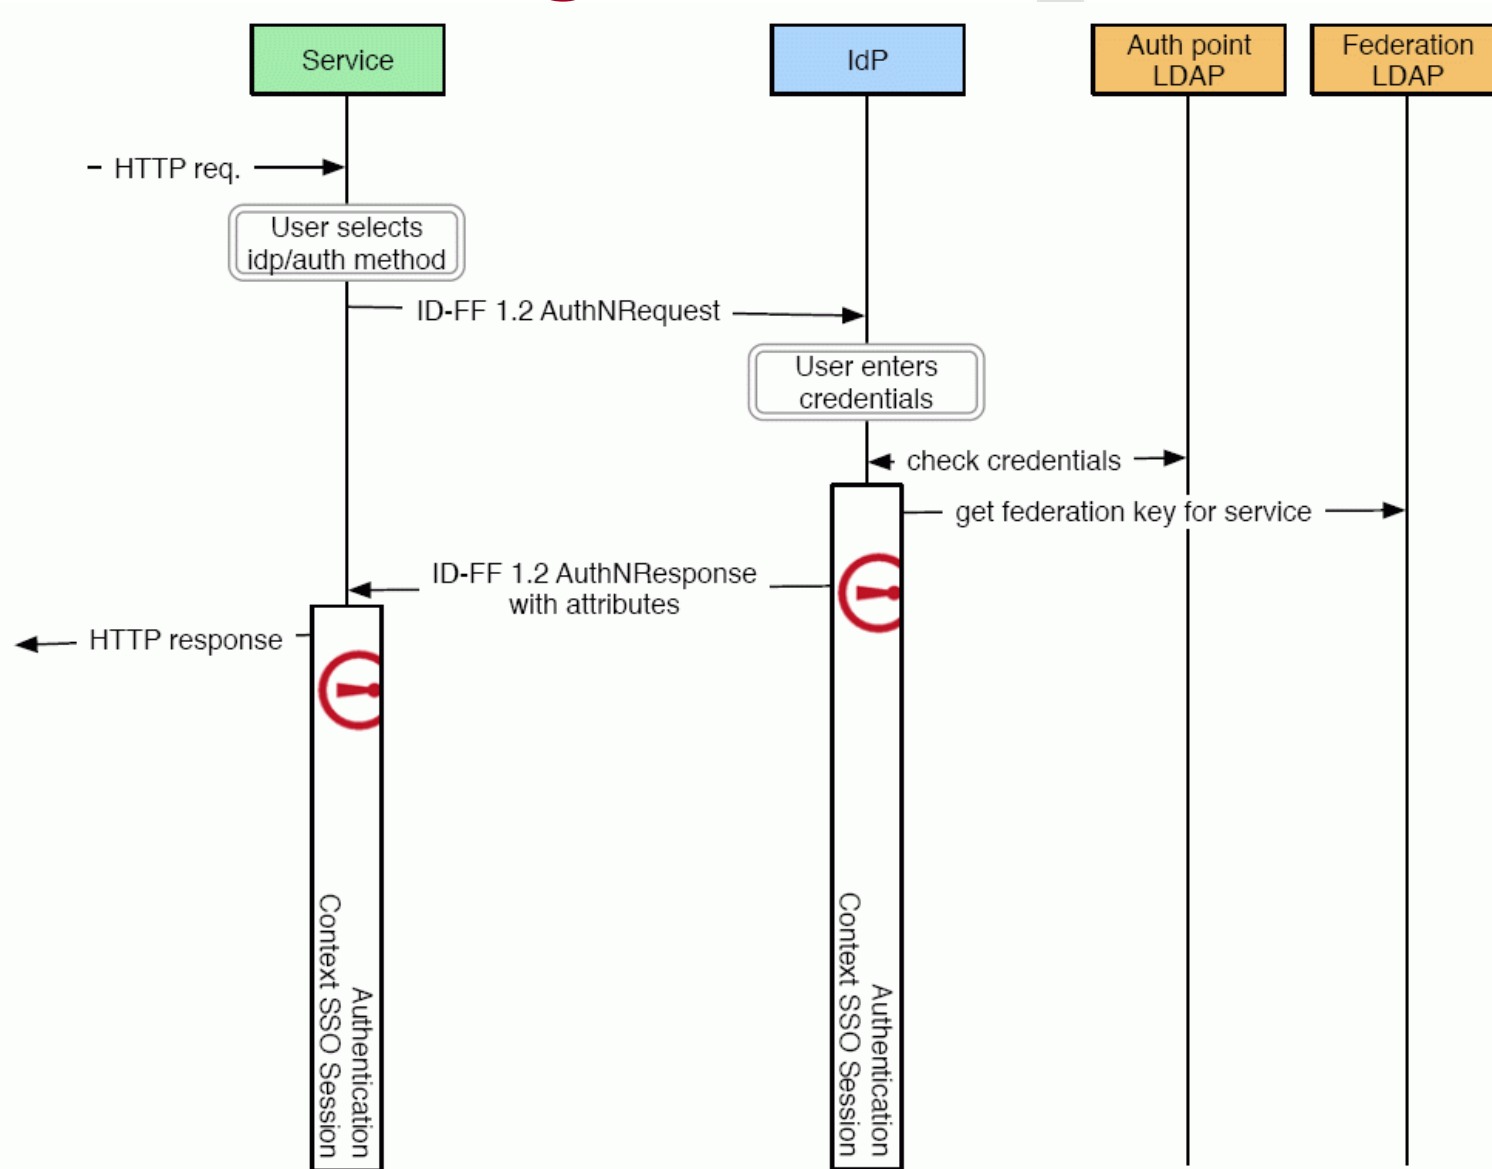 Service
IdP
Auth point
LDAP
Federation
LDAP
HTTP req.
User selects
idp/auth method
ID-FF 1.2 AuthNRequest
User enters
credentials
check credentials
get federation key for service
ID-FF 1.2 AuthNResponse
with attributes
HTTP response
Authentication
Context SSO Session
Authentication
Context SSO Session